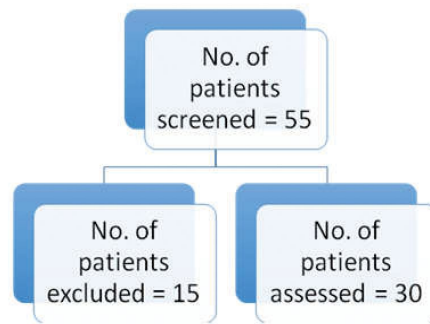 No. of
patients
screened = 55
No. of
patients
excluded = 15
No. of
patients
assessed = 30